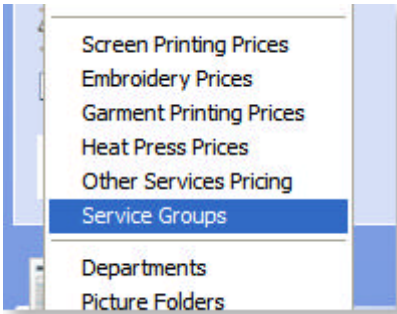 Screen Printing Prices
Embroidery Prices
Garment Printing Prices
Heat Press Prices
Other Services Pricing
Service Groups
Departments
Picture Folders